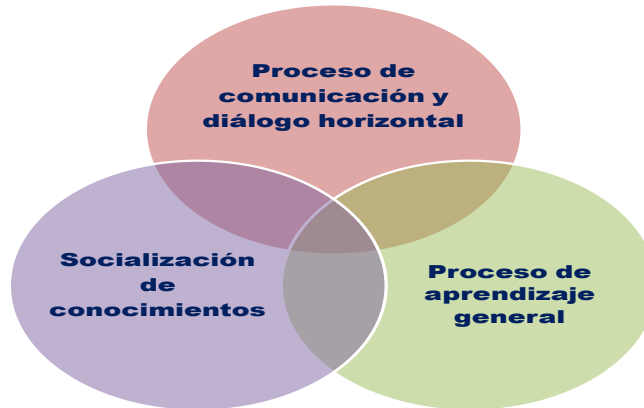 Proceso de
comunicación y
diálogo horizontal
Socialización
de
conocimientos
Proceso de
aprendizaje
general